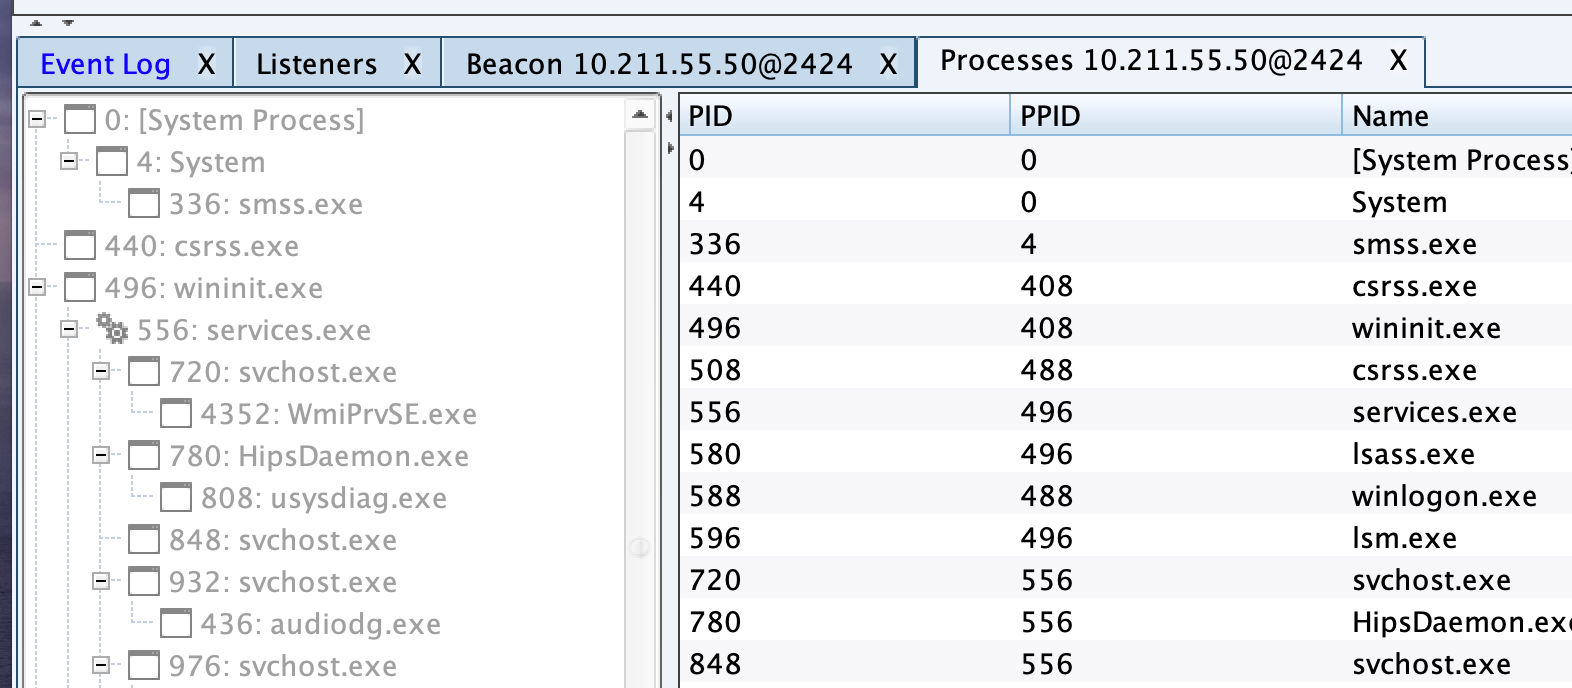 Event Log X Listeners X Beacon 10.211.55.50@2424 X Processes 10.211.55.50@2424 X
0: [System Process]
4: System
336: smss.exe
440: csrss.exe
496: wininit.exe
556: services.exe
720: svchost.exe
4352: WmiPrvSE.exe
780: HipsDaemon.exe
808: usysdiag.exe
848: svchost.exe
932: svchost.exe
436: audiodg.exe
976: svchost.exe
PID PPID Name
0 0 [System Process]
4 0 System
336 4 smss.exe
440 408 csrss.exe
496 408 wininit.exe
508 488 csrss.exe
556 496 services.exe
580 496 lsass.exe
588 488 winlogon.exe
596 496 lsm.exe
720 556 svchost.exe
780 556 HipsDaemon.exe
848 556 svchost.exe